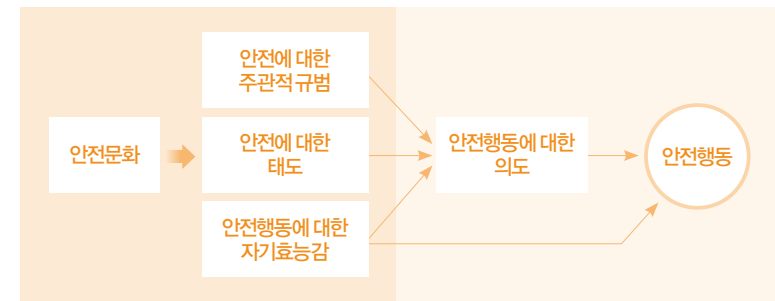 안전에 대한
주관적 규범
안전문화
안전에 대한
태도
안전행동에 대한
의도
안전행동
안전행동에 대한
자기효능감